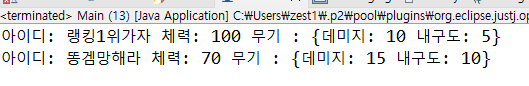 <terminated> Main (13) [Java Application] C:\Users\zest1\.p2\pool\plugins\org.eclipse.justj.op
아이디: 랭킹1위가자 체력: 100 무기 : {데미지: 10 내구도: 5}
아이디: 똥겜망해라 체력: 70 무기 : {데미지: 15 내구도: 10}